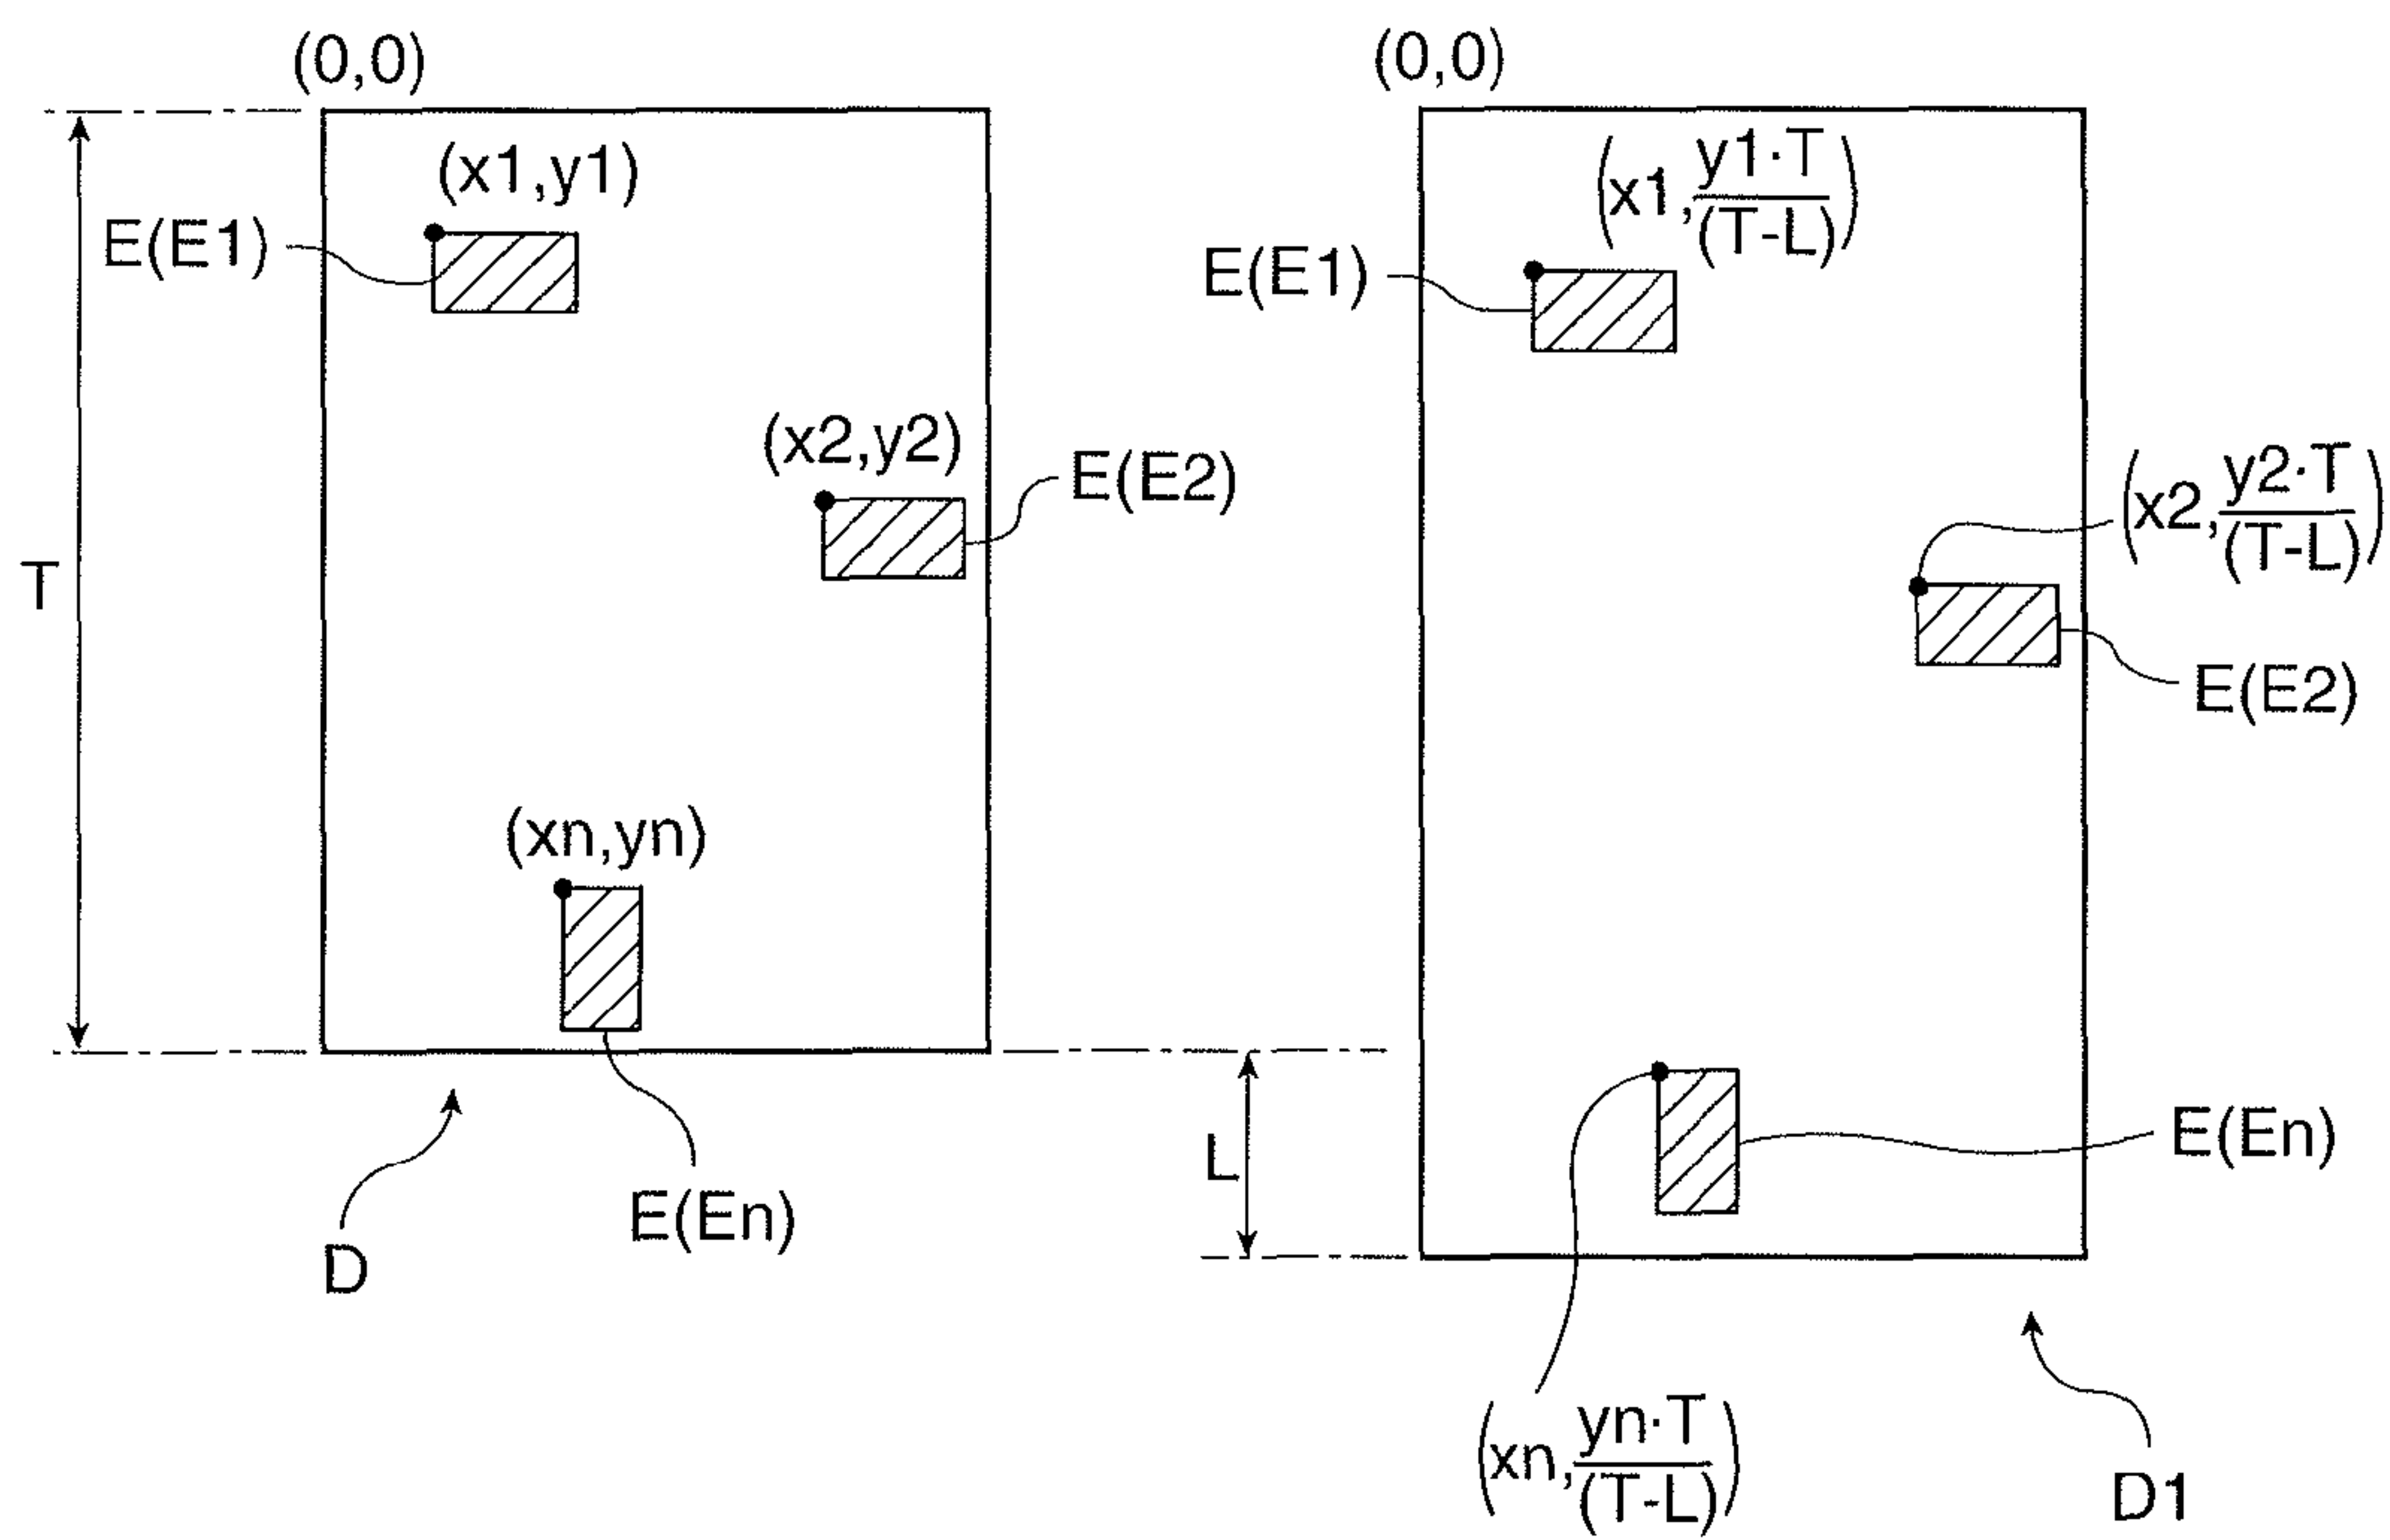 (0,0)
(x1,y1)
E(E1)
(x2,y2)
E(E2)
T
(xn,yn)
E(En)
D
(0,0)
(x1, y1·T
(T-L))
E(E1)
(x2, y2·T
(T-L))
E(E2)
L
E(En)
(xn, yn·T
(T-L))
D1